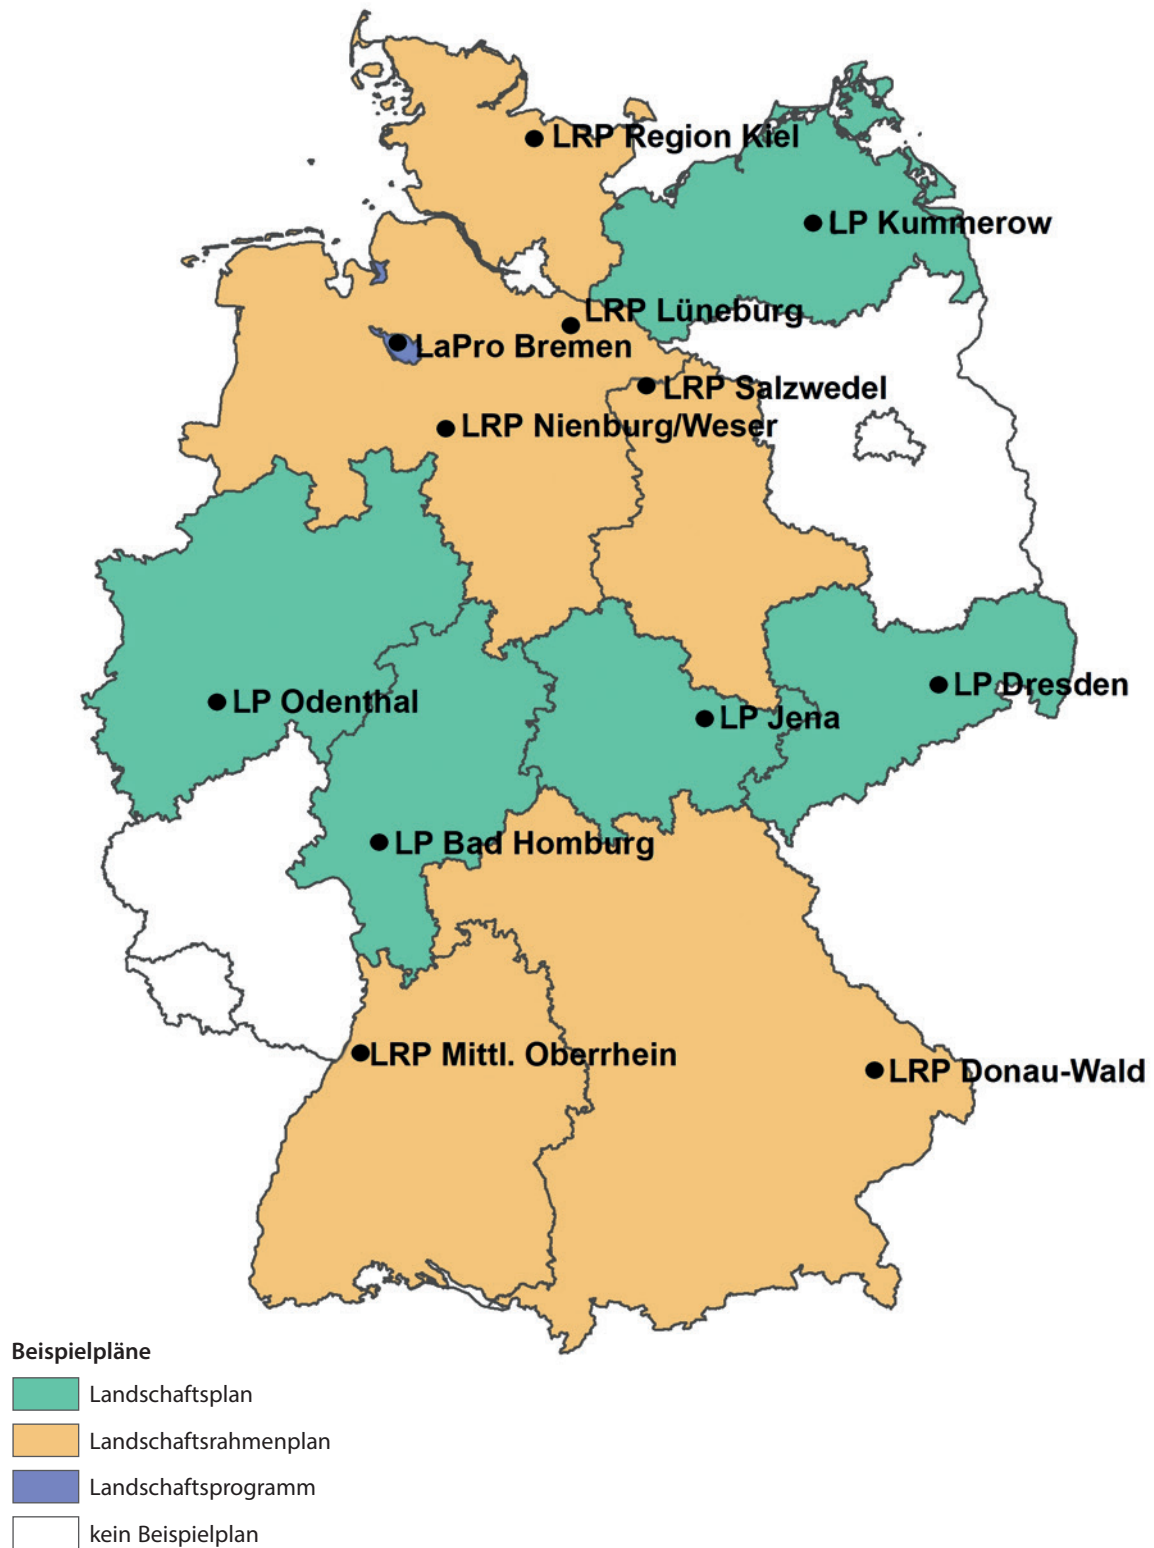 LRP Region Kiel
LP Kummerow
LRP Lüneburg
LaPro Bremen
LRP Salzwedel
LRP Nienburg/Weser
LP Dresden
LP Odenthal
LP Jena
LP Bad Homburg
LRP Mittl. Oberrhein
LRP Donau-Wald
Beispielpläne
Landschaftsplan
Landschaftsrahmenplan
Landschaftsprogramm
kein Beispielplan